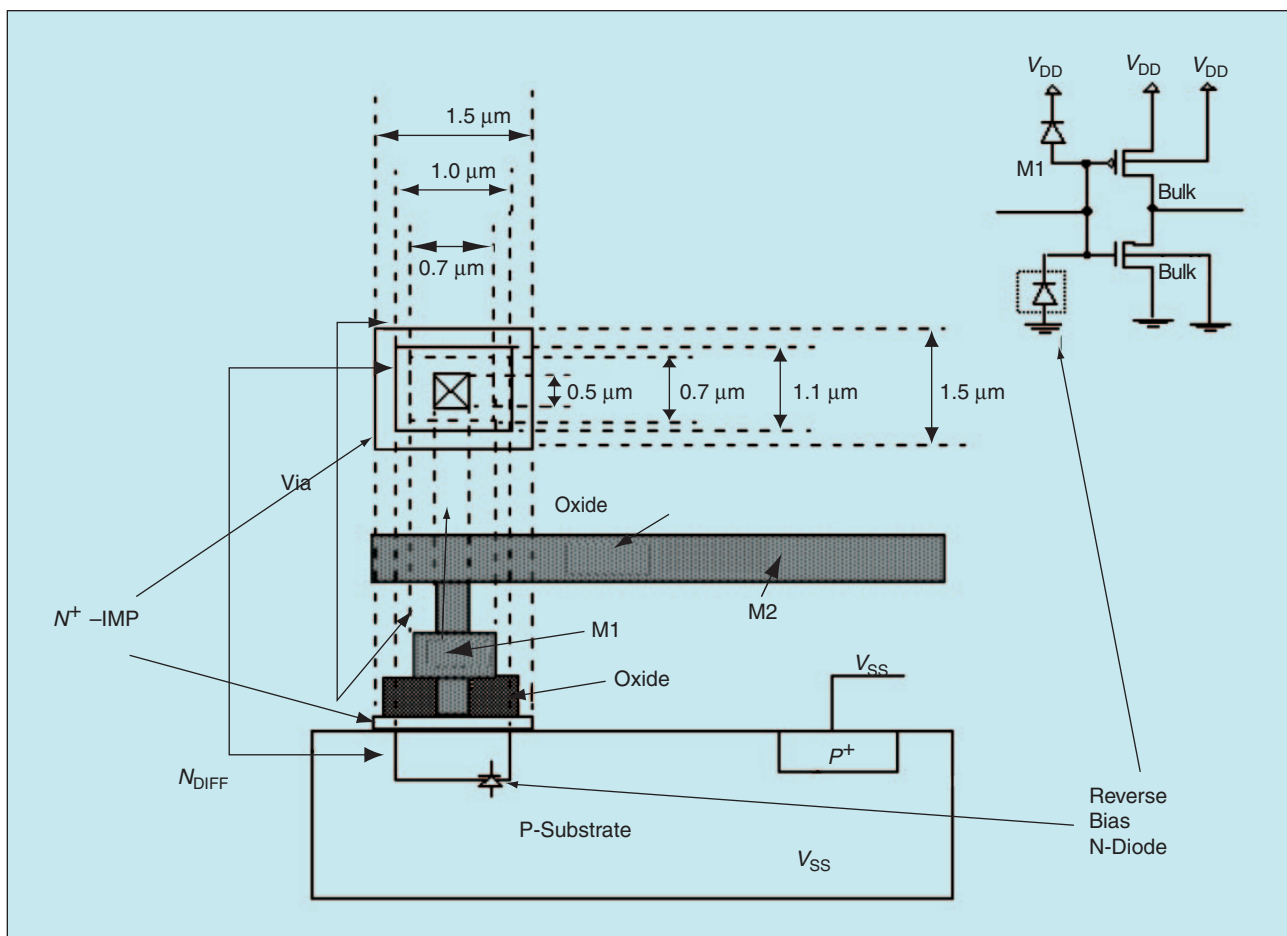 V_DD
V_DD
V_DD
1.5 µm
1.0 µm
M1
Bulk
0.7 µm
Bulk
0.5 µm
0.7 µm
1.1 µm
1.5 µm
Via
Oxide
N⁺ –IMP
M2
M1
V_SS
Oxide
P⁺
N_DIFF
Reverse
Bias
N-Diode
P-Substrate
V_SS